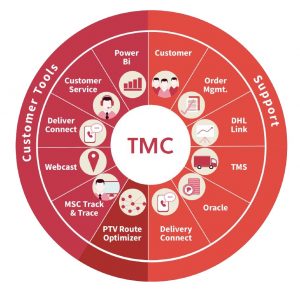 Customer Tools
Support
TMC
Power
Bi
Customer
Customer
Service
Order
Mgmt.
Deliver
Connect
DHL
Link
Webcast
TMS
MSC Track
& Trace
Oracle
PTV Route
Optimizer
Delivery
Connect